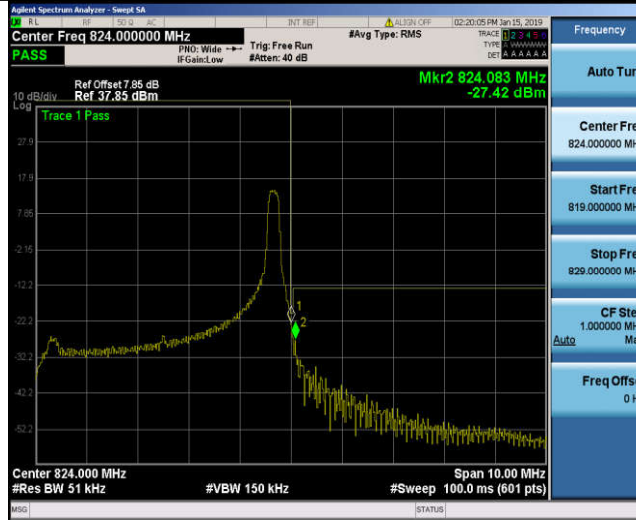 Agilent Spectrum Analyzer - Swept SA
RL RF 50 Ω AC INT REF ALIGN OFF 02:20:05 PM Jan 15, 2019
Center Freq 824.000000 MHz #Avg Type: RMS TRACE 1 2 3 4 5 6
TYPE A WWWWW
PASS PNO: Wide Trig: Free Run
IFGain:Low #Atten: 40 dB DET A A A A A A
Ref Offset 7.85 dB
10 dB/div Ref 37.85 dBm
Mkr2 824.083 MHz
-27.42 dBm
Log
Trace 1 Pass
27.9
17.9
7.85
-2.15
-12.2
-22.2
-32.2
-42.2
-52.2
1
2
Center 824.000 MHz Span 10.00 MHz
#Res BW 51 kHz #VBW 150 kHz #Sweep 100.0 ms (601 pts)
MSG STATUS
Frequency
Auto Tun
Center Fre
824.000000 MH
Start Fre
819.000000 MH
Stop Fre
829.000000 MH
CF Ste
1.000000 MH
Auto Ma
Freq Offse
0 H